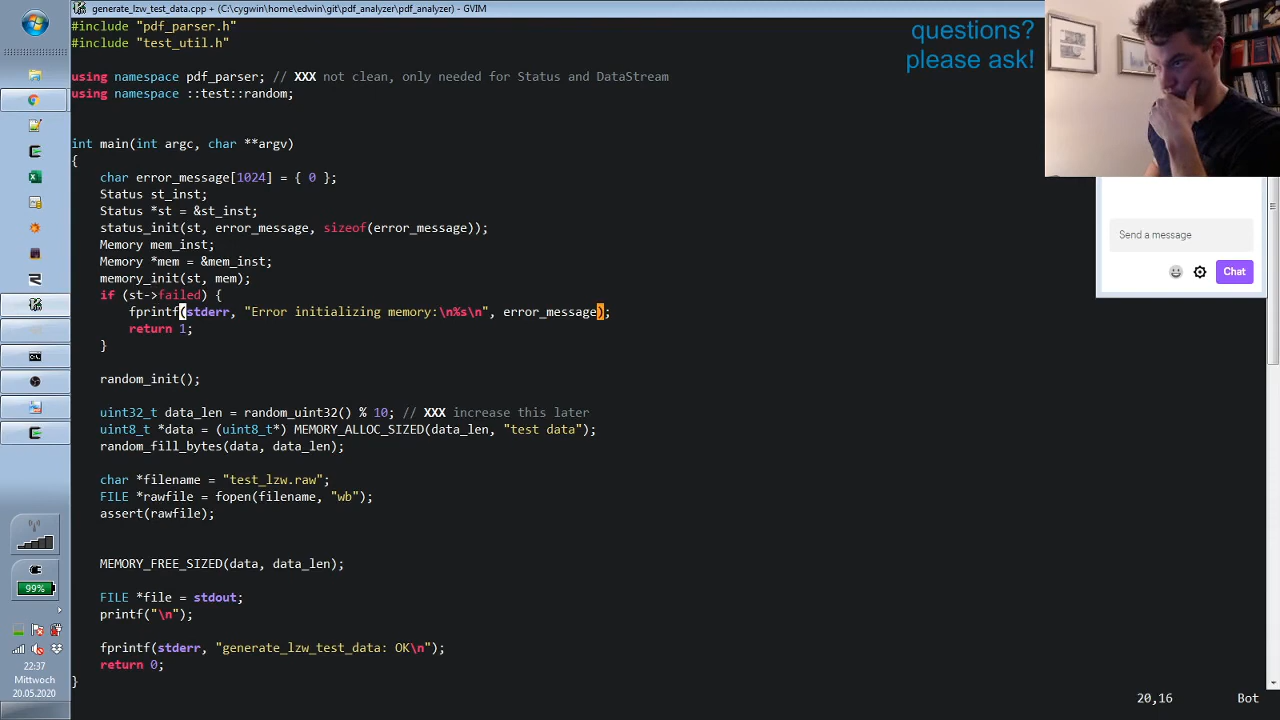 generate_lzw_test_data.cpp + (C:\cygwin\home\edwin\git\pdf_analyzer\pdf_analyzer) - GVIM
#include "pdf_parser.h"
#include "test_util.h"
using namespace pdf_parser; // XXX not clean, only needed for Status and DataStream
using namespace ::test::random;
int main(int argc, char **argv)
{
char error_message[1024] = { 0 };
Status st_inst;
Status *st = &st_inst;
status_init(st, error_message, sizeof(error_message));
Memory mem_inst;
Memory *mem = &mem_inst;
memory_init(st, mem);
if (st->failed) {
fprintf(stderr, "Error initializing memory:\n%s\n", error_message);
return 1;
}
random_init();
uint32_t data_len = random_uint32() % 10; // XXX increase this later
uint8_t *data = (uint8_t*) MEMORY_ALLOC_SIZED(data_len, "test data");
random_fill_bytes(data, data_len);
char *filename = "test_lzw.raw";
FILE *rawfile = fopen(filename, "wb");
assert(rawfile);
MEMORY_FREE_SIZED(data, data_len);
FILE *file = stdout;
printf("\n");
fprintf(stderr, "generate_lzw_test_data: OK\n");
return 0;
}
20,16 Bot
questions?
please ask!
Send a message
Chat
99%
22:37
Mittwoch
20.05.2020